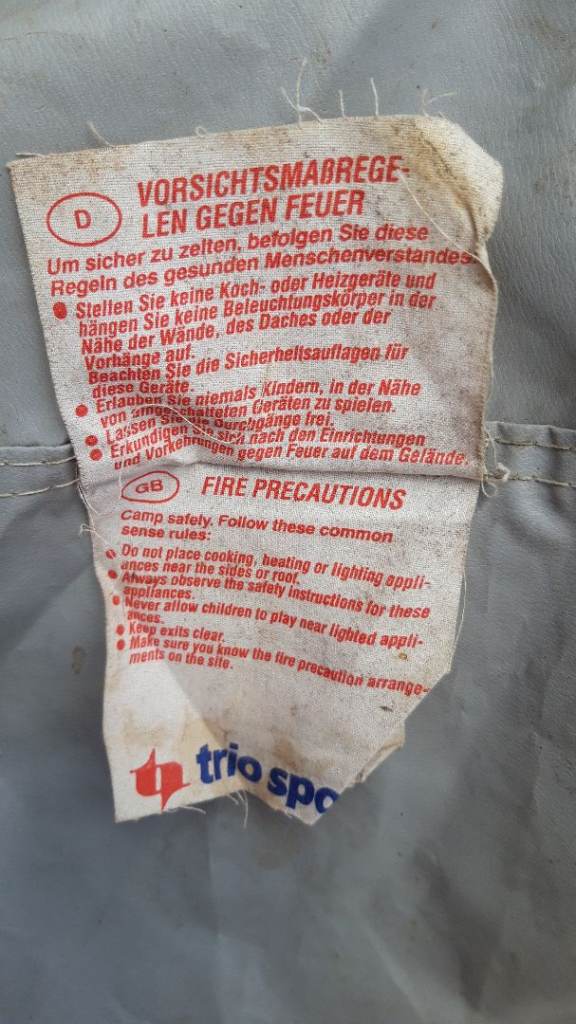 D
VORSICHTSMAßREGE-
LEN GEGEN FEUER
Um sicher zu zelten, befolgen Sie diese
Regeln des gesunden Menschenverstandes
● Stellen Sie keine Koch- oder Heizgeräte und
hängen Sie keine Beleuchtungskörper in der
Nähe der Wände, des Daches oder der
Vorhänge auf.
Beachten Sie die Sicherheitsauflagen für
diese Geräte.
● Erlauben Sie niemals Kindern, in der Nähe
von eingeschalteten Geräten zu spielen.
● Lassen Sie alle Durchgänge frei.
● Erkundigen Sie sich nach den Einrichtungen
und Vorkehrungen gegen Feuer auf dem Gelände.
GB
FIRE PRECAUTIONS
Camp safely. Follow these common
sense rules:
● Do not place cooking, heating or lighting appli-
ances near the sides or roof.
● Always observe the safety instructions for these
appliances.
● Never allow children to play near lighted appli-
ances.
● Keep exits clear.
● Make sure you know the fire precaution arrange-
ments on the site.
trio spo